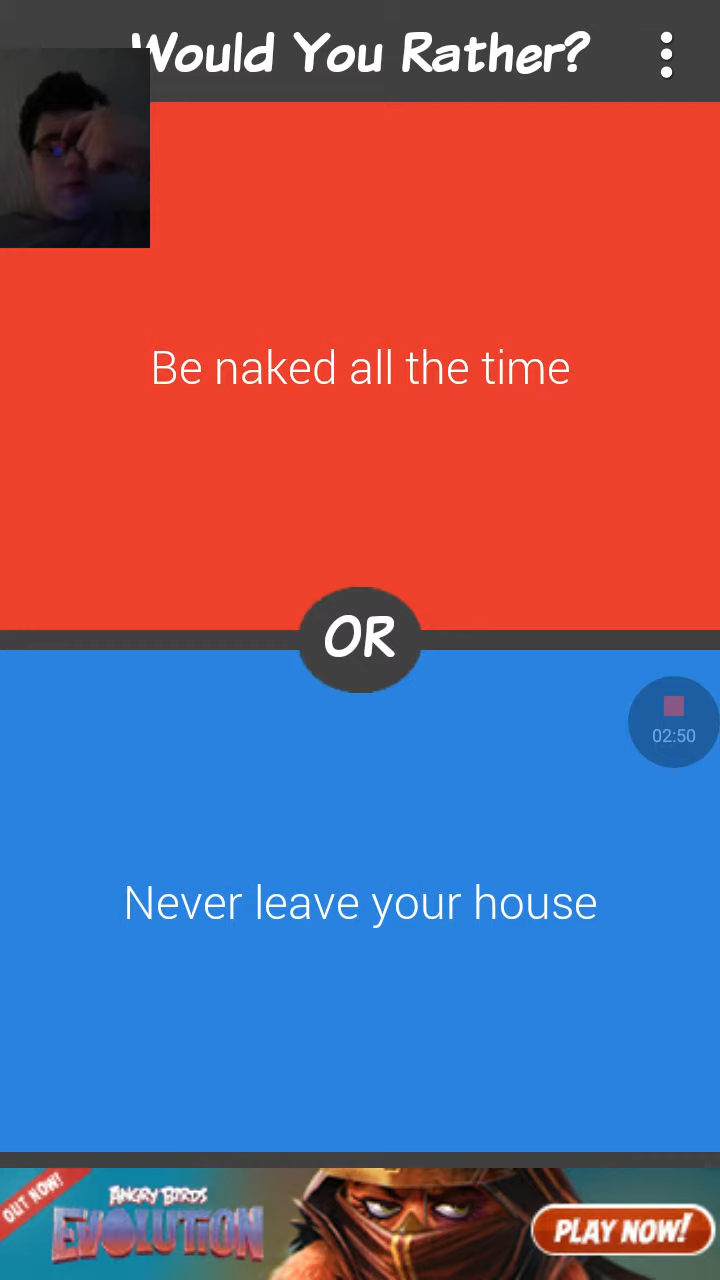 Would You Rather?
Be naked all the time
OR
02:50
Never leave your house
OUT NOW!
ANGRY BIRDS
EVOLUTION
PLAY NOW!